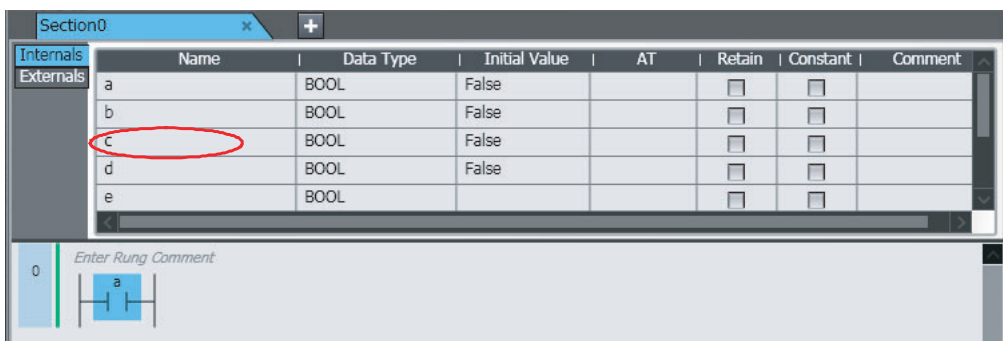 Section0 × +
Internals
Externals
Name Data Type Initial Value AT Retain Constant Comment
a BOOL False
b BOOL False
c BOOL False
d BOOL False
e BOOL
0 Enter Rung Comment
a